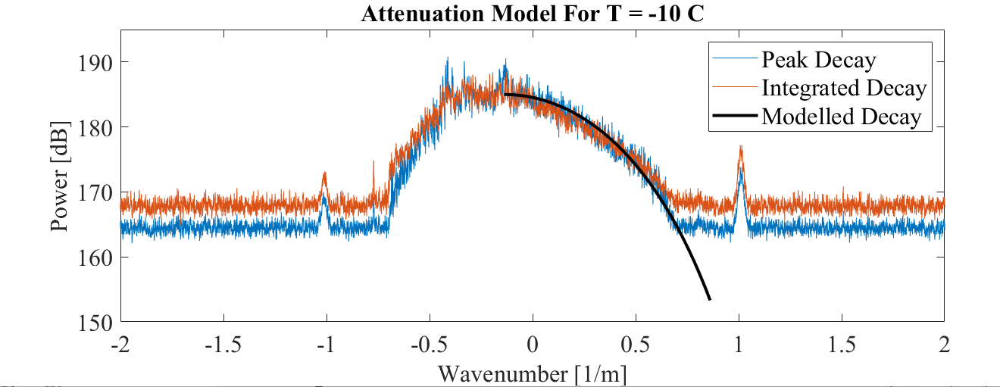 Attenuation Model For T = -10 C
Power [dB]
190
180
170
160
150
Peak Decay
Integrated Decay
Modelled Decay
-2 -1.5 -1 -0.5 0 0.5 1 1.5 2
Wavenumber [1/m]